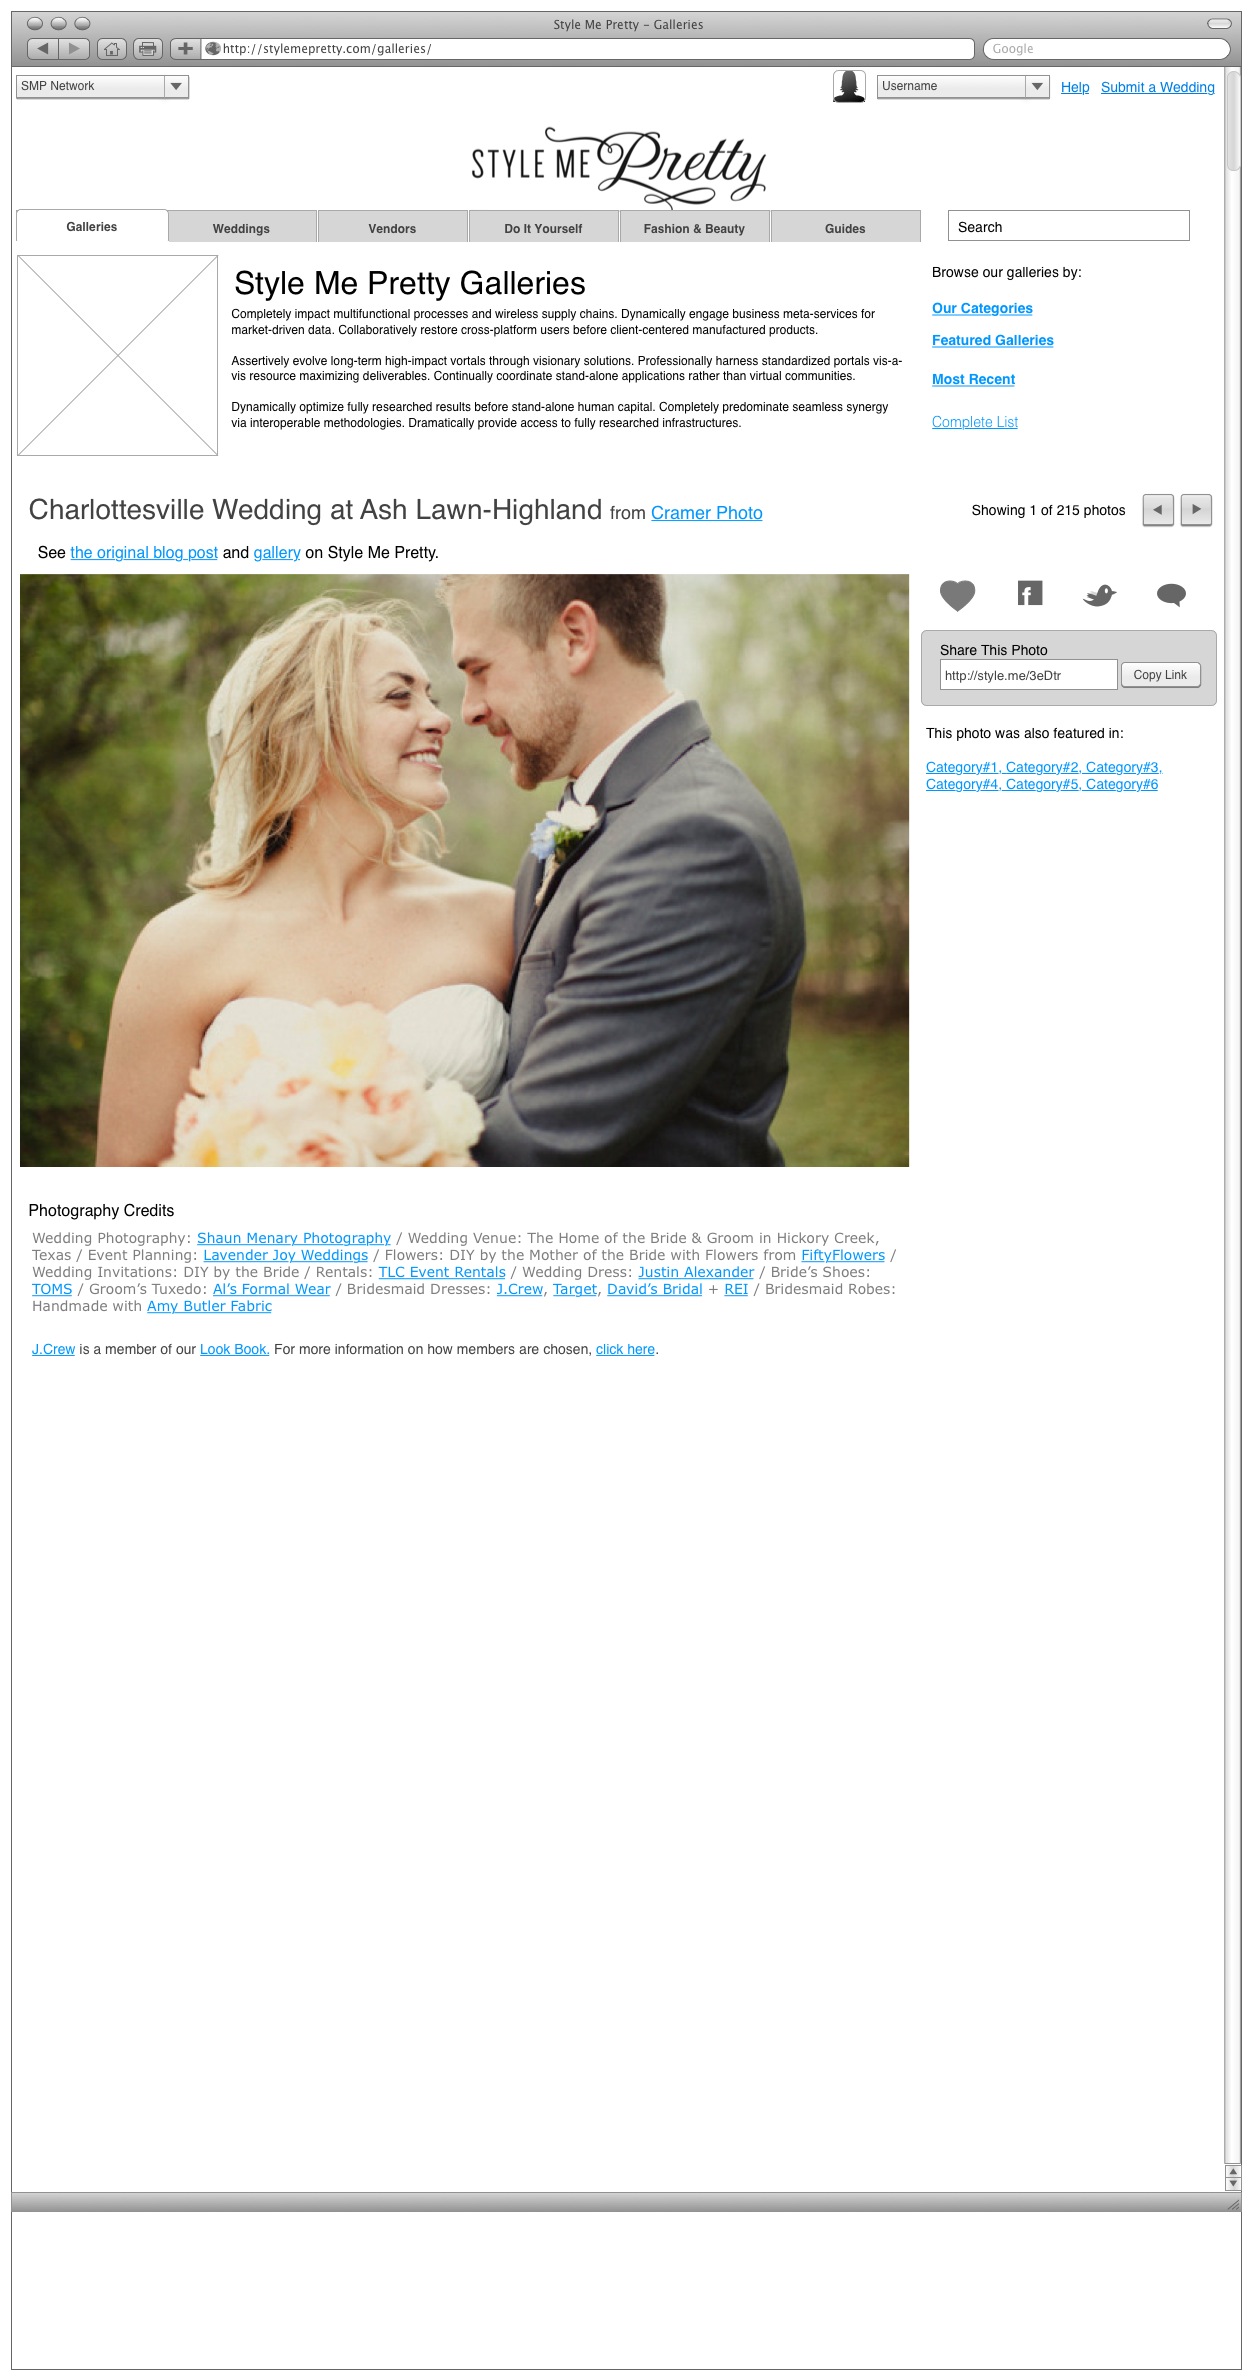 Style Me Pretty - Galleries
http://stylemepretty.com/galleries/
Google
SMP Network
Username
Help
Submit a Wedding
STYLE ME Pretty
Galleries
Weddings
Vendors
Do It Yourself
Fashion & Beauty
Guides
Search
Style Me Pretty Galleries
Completely impact multifunctional processes and wireless supply chains. Dynamically engage business meta-services for
market-driven data. Collaboratively restore cross-platform users before client-centered manufactured products.
Assertively evolve long-term high-impact vortals through visionary solutions. Professionally harness standardized portals vis-a-
vis resource maximizing deliverables. Continually coordinate stand-alone applications rather than virtual communities.
Dynamically optimize fully researched results before stand-alone human capital. Completely predominate seamless synergy
via interoperable methodologies. Dramatically provide access to fully researched infrastructures.
Browse our galleries by:
Our Categories
Featured Galleries
Most Recent
Complete List
Charlottesville Wedding at Ash Lawn-Highland from Cramer Photo
Showing 1 of 215 photos
See the original blog post and gallery on Style Me Pretty.
f
Share This Photo
http://style.me/3eDtr
Copy Link
This photo was also featured in:
Category#1, Category#2, Category#3,
Category#4, Category#5, Category#6
Photography Credits
Wedding Photography: Shaun Menary Photography / Wedding Venue: The Home of the Bride & Groom in Hickory Creek,
Texas / Event Planning: Lavender Joy Weddings / Flowers: DIY by the Mother of the Bride with Flowers from FiftyFlowers /
Wedding Invitations: DIY by the Bride / Rentals: TLC Event Rentals / Wedding Dress: Justin Alexander / Bride's Shoes:
TOMS / Groom's Tuxedo: Al's Formal Wear / Bridesmaid Dresses: J.Crew, Target, David's Bridal + REI / Bridesmaid Robes:
Handmade with Amy Butler Fabric
J.Crew is a member of our Look Book. For more information on how members are chosen, click here.